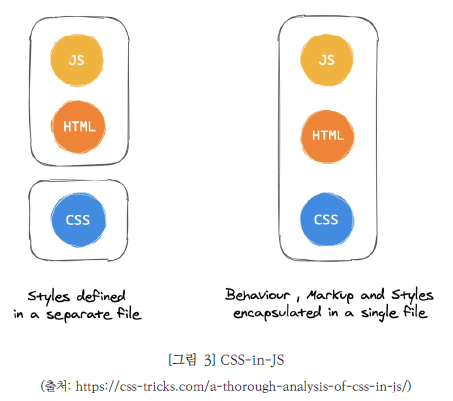 JS
HTML
CSS
Styles defined
in a separate file
JS
HTML
CSS
Behaviour, Markup and Styles
encapsulated in a single file
[그림 3] CSS-in-JS
(출처: https://css-tricks.com/a-thorough-analysis-of-css-in-js/)